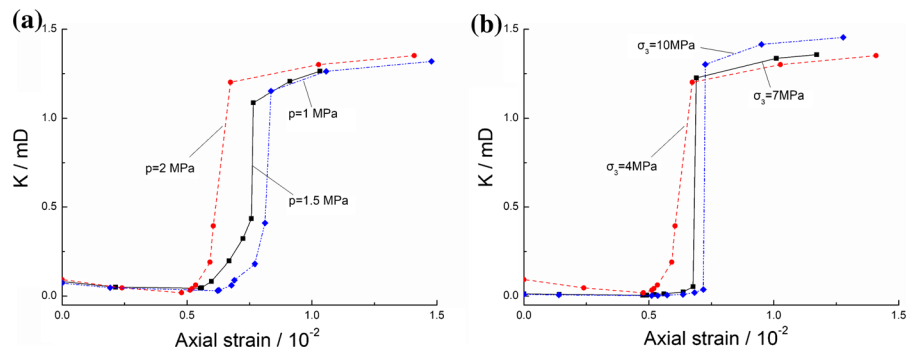 (a)
1.5
1.0
0.5
0.0
K / mD
p=2 MPa
p=1 MPa
p=1.5 MPa
0.0
0.5
1.0
1.5
Axial strain / 10⁻²
(b)
1.5
1.0
0.5
0.0
K / mD
σ₃=10MPa
σ₃=7MPa
σ₃=4MPa
0.0
0.5
1.0
1.5
Axial strain / 10⁻²